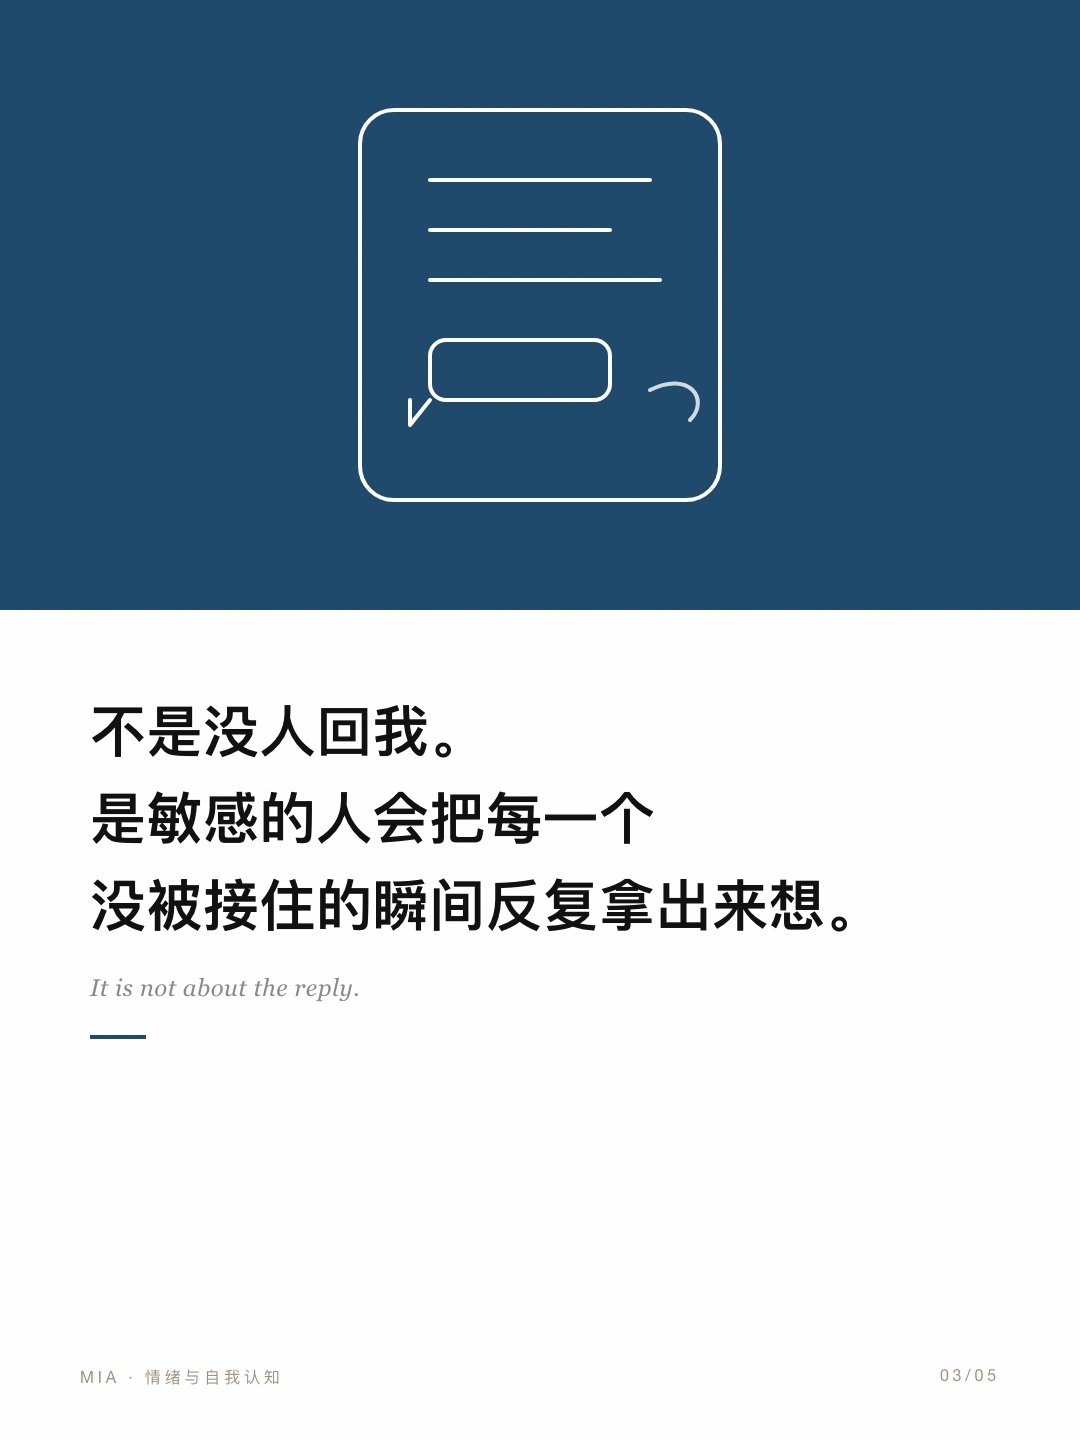 不是没人回我。
是敏感的人会把每一个
没被接住的瞬间反复拿出来想。
It is not about the reply.
MIA · 情绪与自我认知
03/05